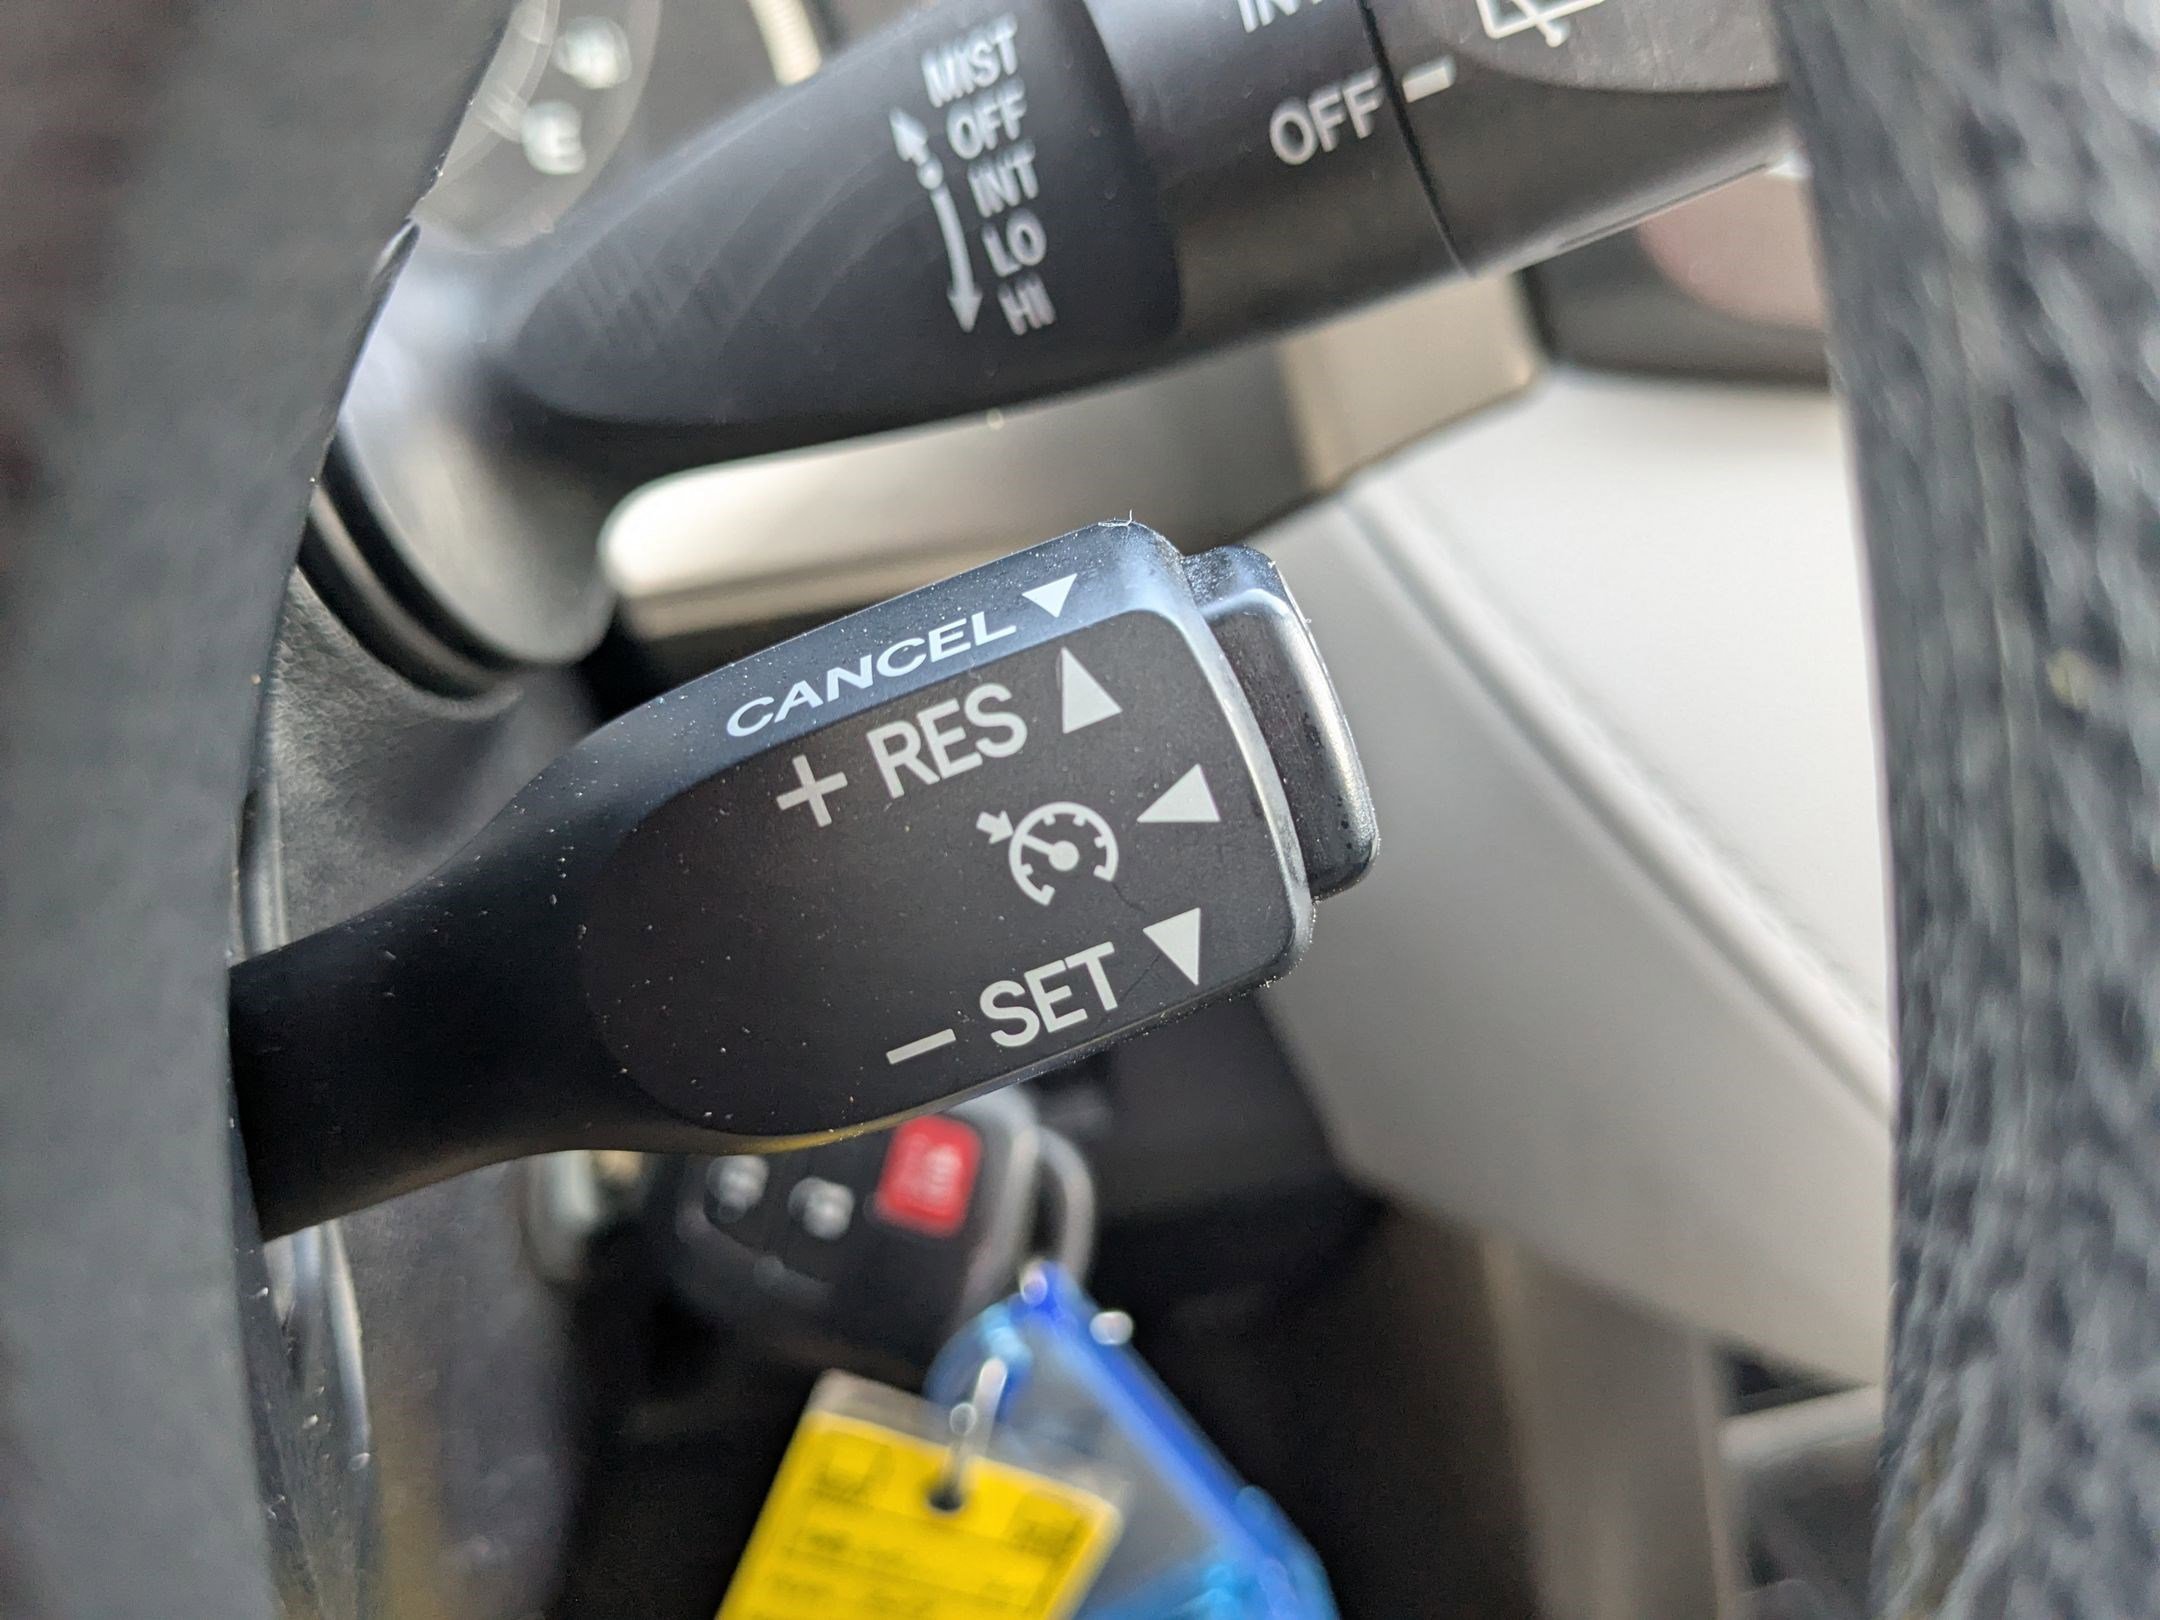 MIST
OFF
INT
LO
HI
OFF
CANCEL
+ RES
− SET